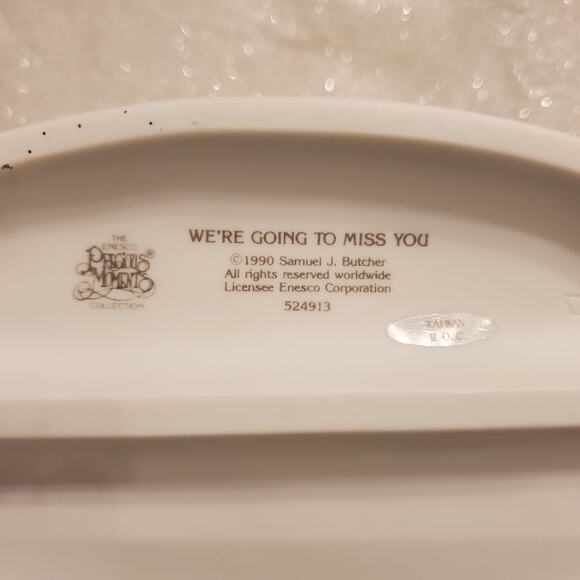 THE
ENESCO
PRECIOUS
MOMENTS®
COLLECTION
WE'RE GOING TO MISS YOU
©1990 Samuel J. Butcher
All rights reserved worldwide
Licensee Enesco Corporation
524913
TAIWAN
R.O.C